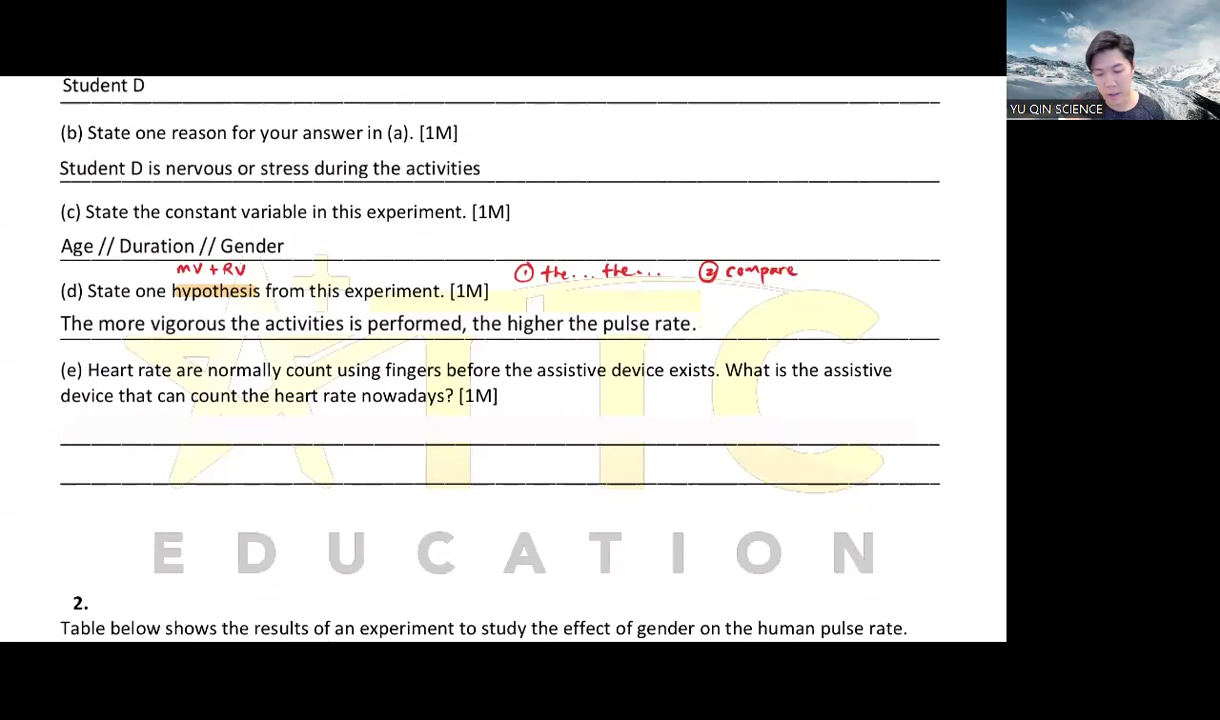 Student D
(b) State one reason for your answer in (a). [1M]
Student D is nervous or stress during the activities
(c) State the constant variable in this experiment. [1M]
Age // Duration // Gender
MV + RV
① the... the... ② compare
(d) State one hypothesis from this experiment. [1M]
The more vigorous the activities is performed, the higher the pulse rate.
(e) Heart rate are normally count using fingers before the assistive device exists. What is the assistive
device that can count the heart rate nowadays? [1M]
TTC
EDUCATION
2.
Table below shows the results of an experiment to study the effect of gender on the human pulse rate.
YU QIN SCIENCE